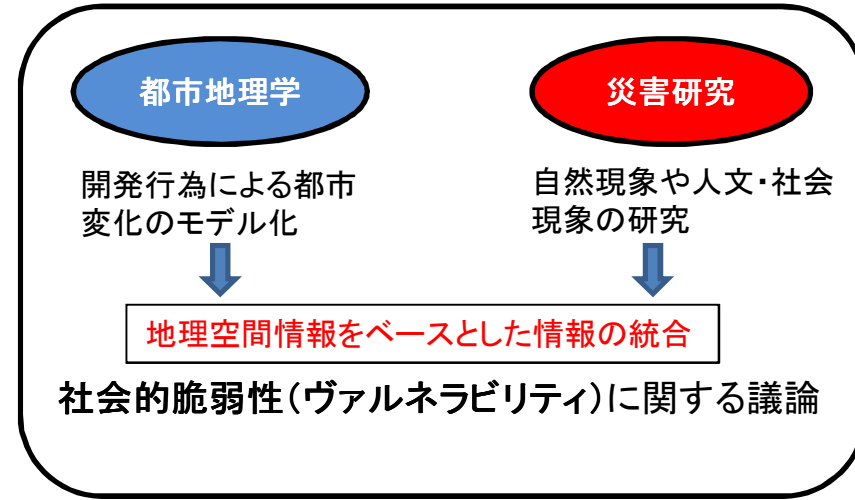 都市地理学
災害研究
開発行為による都市
変化のモデル化
自然現象や人文・社会
現象の研究
地理空間情報をベースとした情報の統合
社会的脆弱性(ヴァルネラビリティ)に関する議論